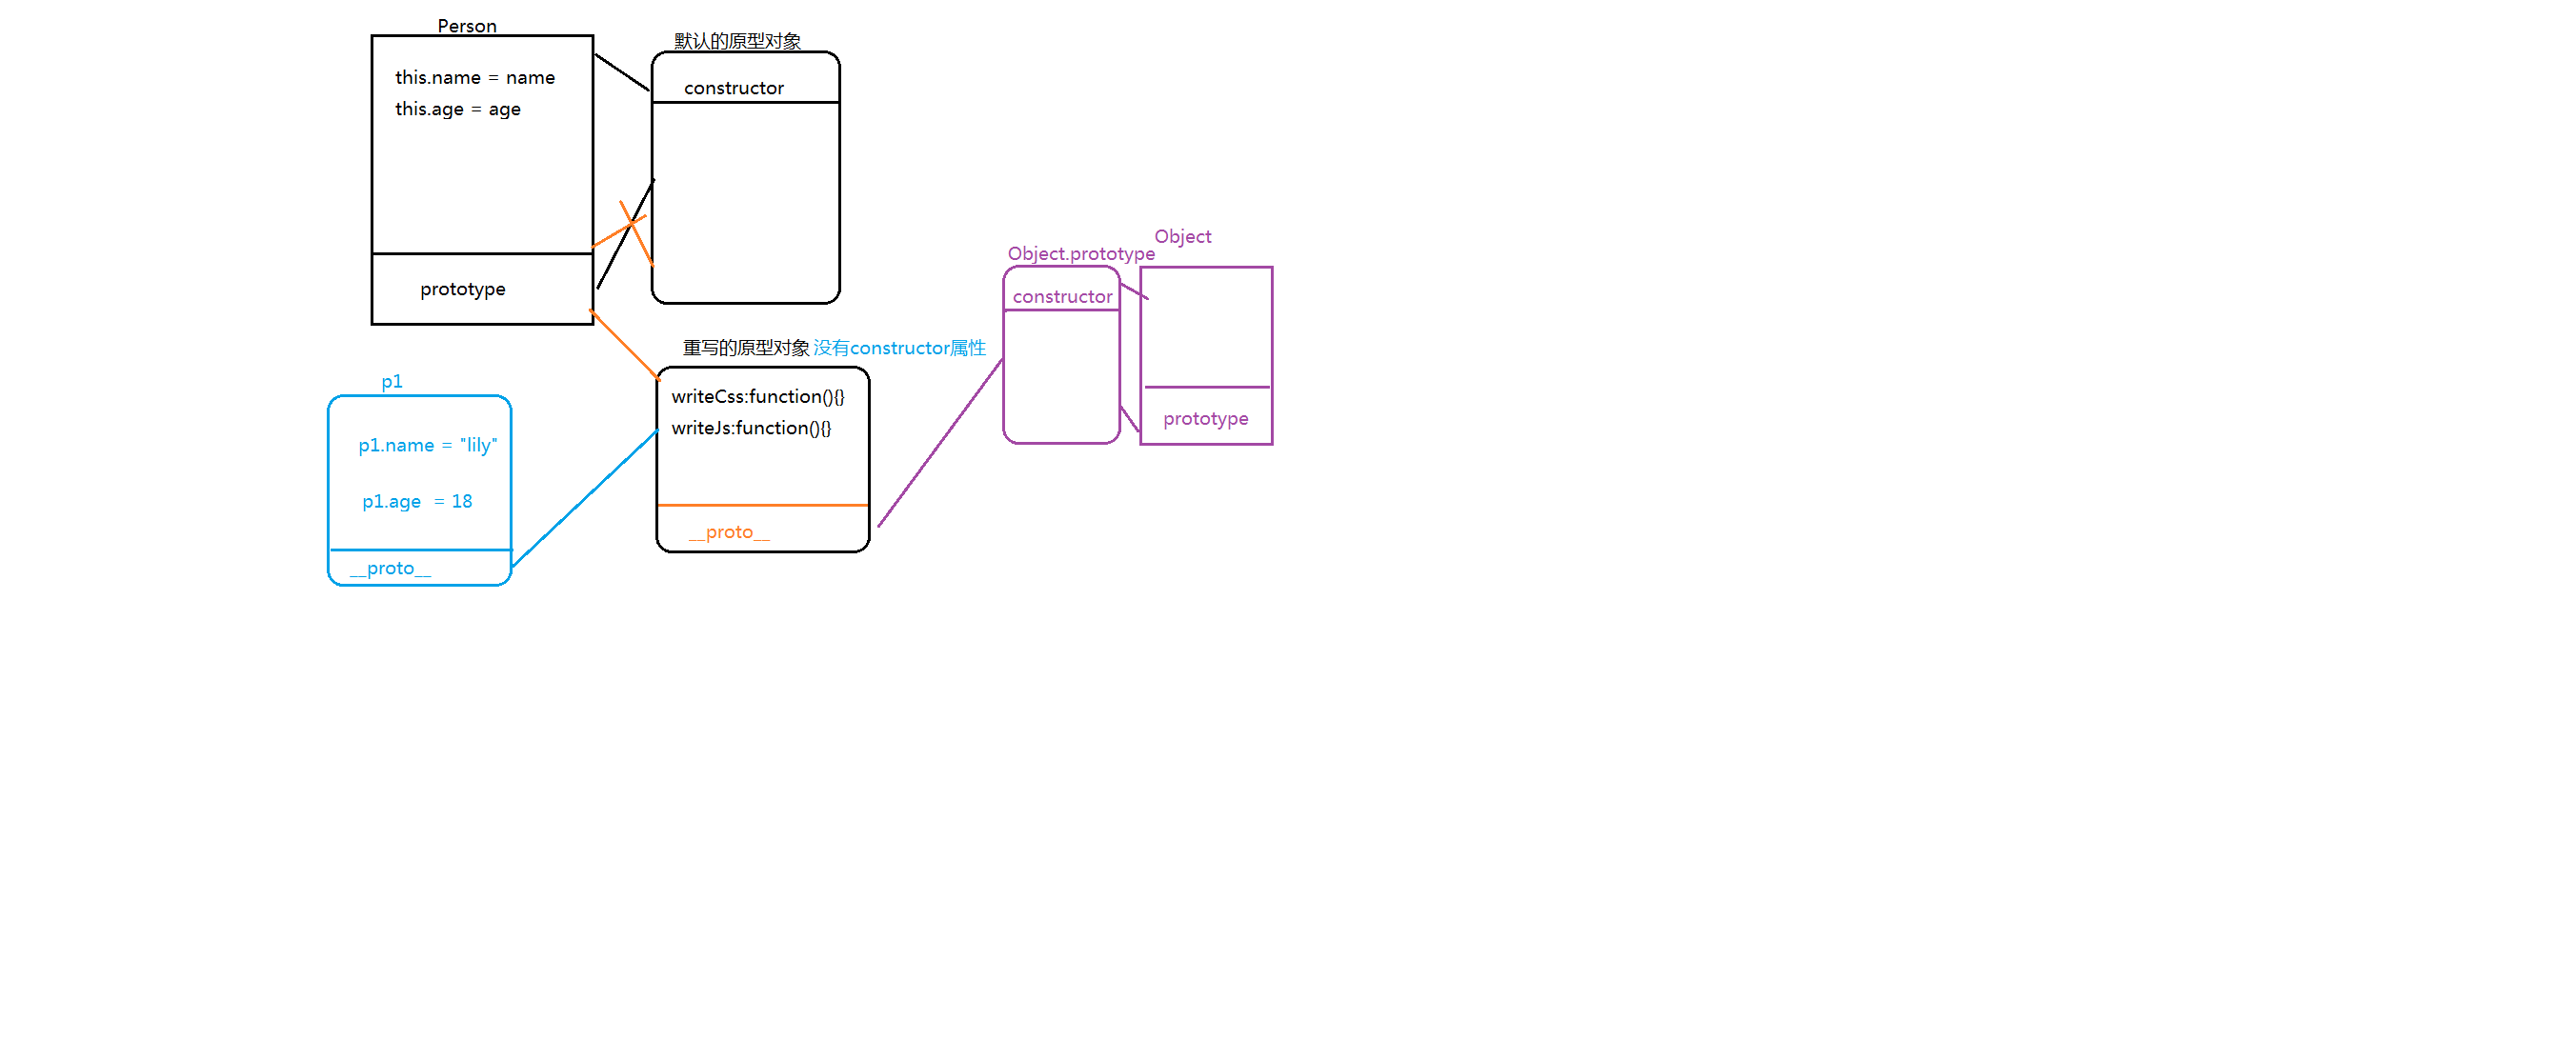 Person
this.name = name
this.age = age
prototype
默认的原型对象
constructor
Object.prototype
constructor
Object
prototype
重写的原型对象 没有constructor属性
writeCss:function(){}
writeJs:function(){}
__proto__
p1
p1.name = "lily"
p1.age = 18
__proto__